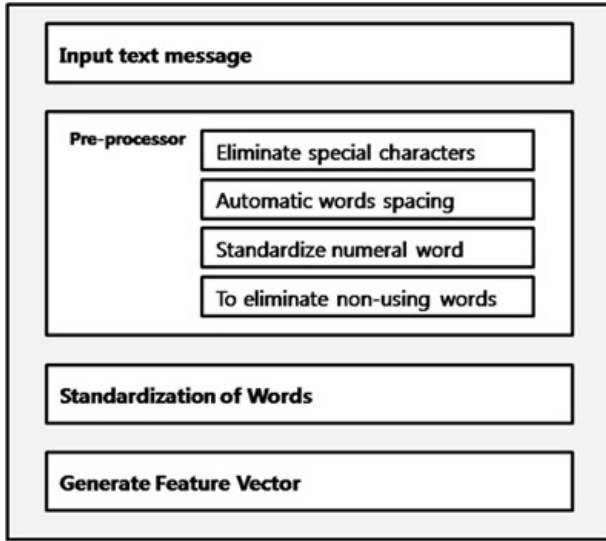 Input text message
Pre-processor
Eliminate special characters
Automatic words spacing
Standardize numeral word
To eliminate non-using words
Standardization of Words
Generate Feature Vector